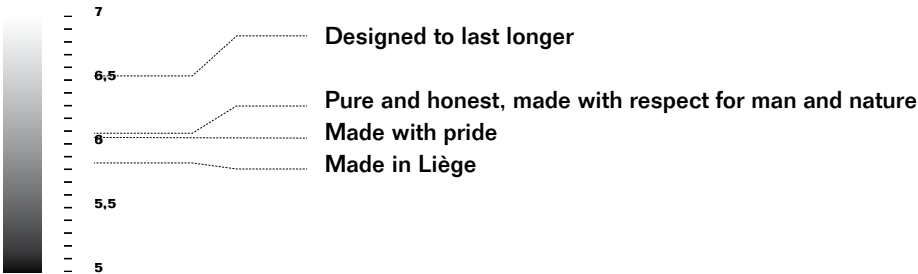 7
Designed to last longer
6,5
Pure and honest, made with respect for man and nature
Made with pride
6
Made in Liège
5,5
5